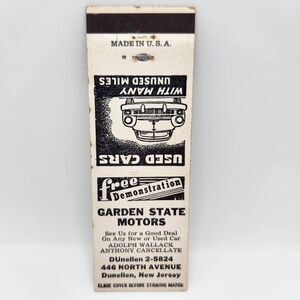 MADE IN U. S. A.
USED CARS
WITH MANY
UNUSED MILES
free
Demonstration
GARDEN STATE
MOTORS
See Us for a Good Deal
On Any New or Used Car
ADOLPH WALLACK
ANTHONY CANCELLATE
DUnellen 2-5824
446 NORTH AVENUE
Dunellen, New Jersey
CLOSE COVER BEFORE STRIKING MATCH